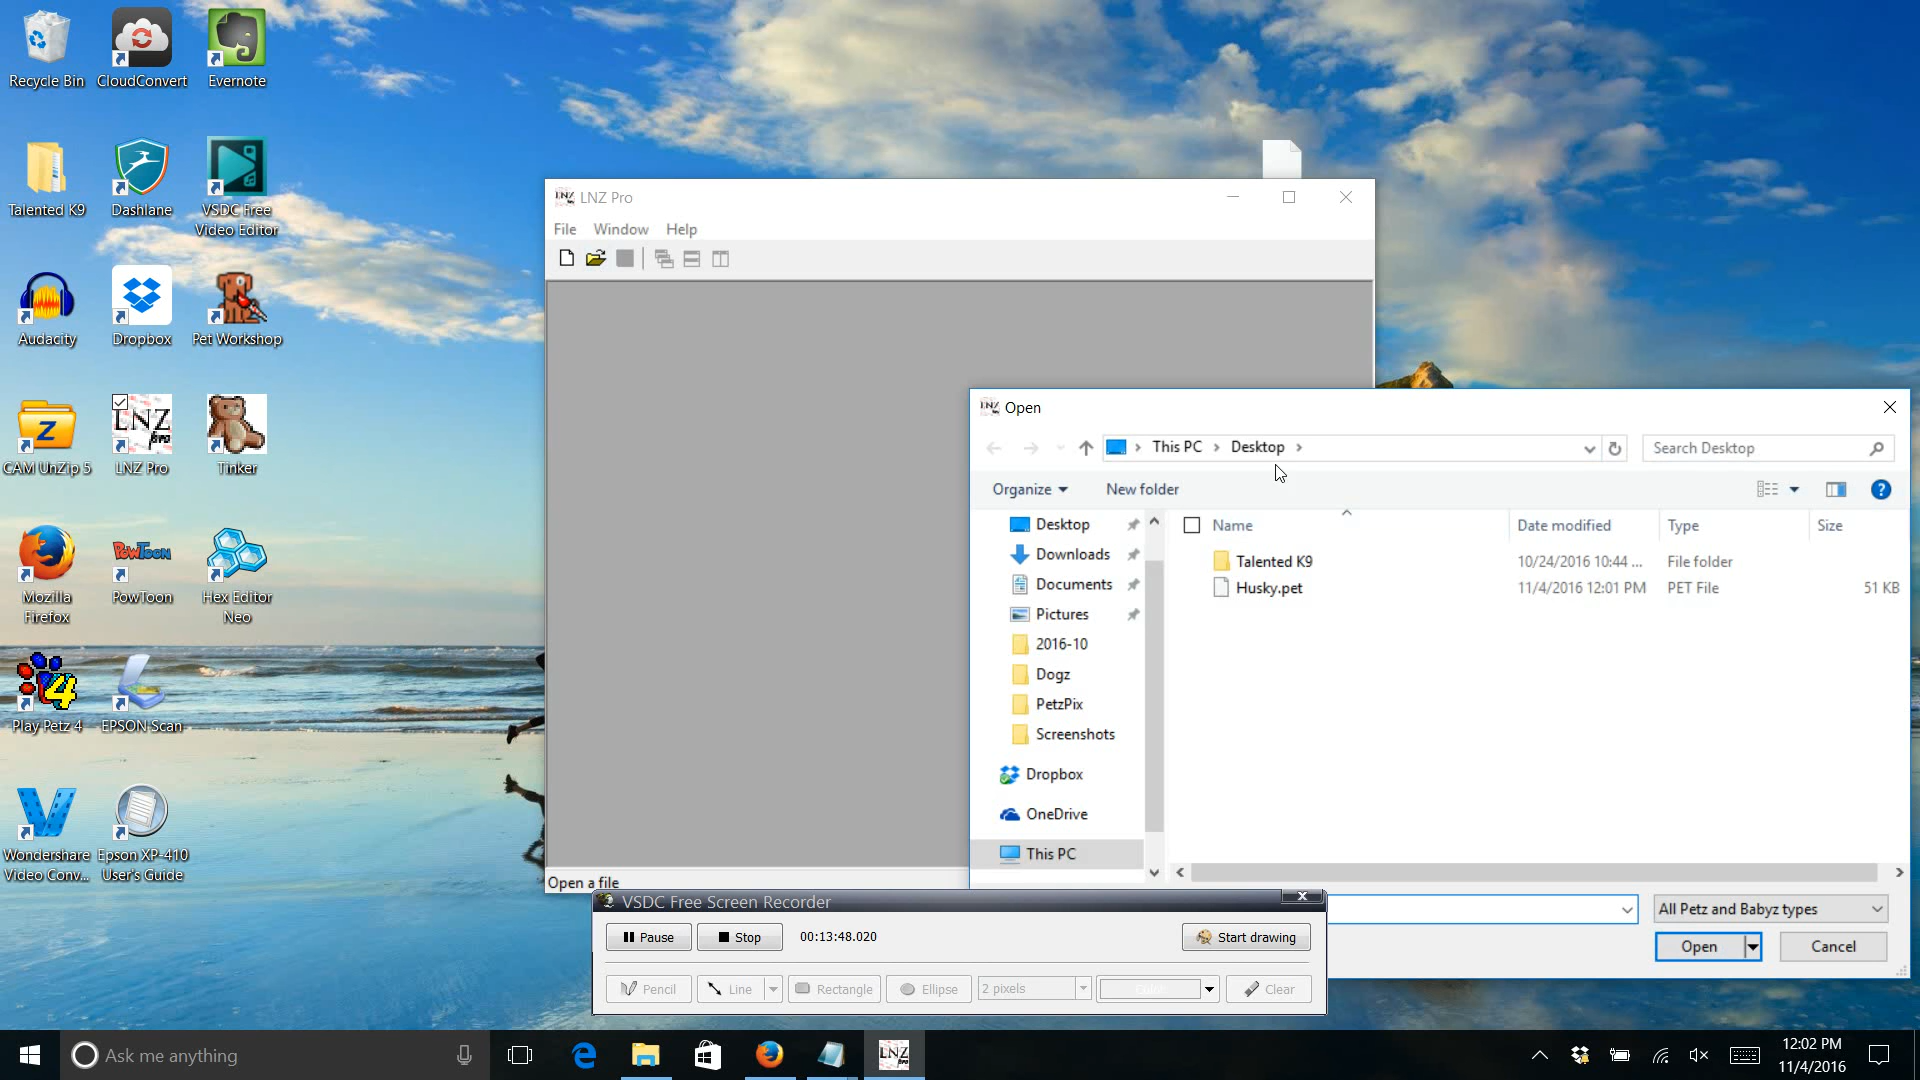 Recycle Bin
CloudConvert
Evernote
Talented K9
Dashlane
VSDC Free
Video Editor
Audacity
Dropbox
Pet Workshop
CAM UnZip 5
LNZ Pro
Tinker
Mozilla
Firefox
PowToon
Hex Editor
Neo
Play Petz 4
EPSON Scan
Wondershare
Video Conv...
Epson XP-410
User's Guide
LNZ Pro
File Window Help
Open a file
Open
This PC Desktop
Search Desktop
Organize New folder
Name Date modified Type Size
Desktop
Downloads
Documents
Pictures
2016-10
Dogz
PetzPix
Screenshots
Dropbox
OneDrive
This PC
Talented K9 10/24/2016 10:44 ... File folder
Husky.pet 11/4/2016 12:01 PM PET File 51 KB
All Petz and Babyz types
Open Cancel
VSDC Free Screen Recorder
Pause Stop 00:13:48.020 Start drawing
Pencil Line Rectangle Ellipse 2 pixels Clear
Ask me anything
12:02 PM
11/4/2016